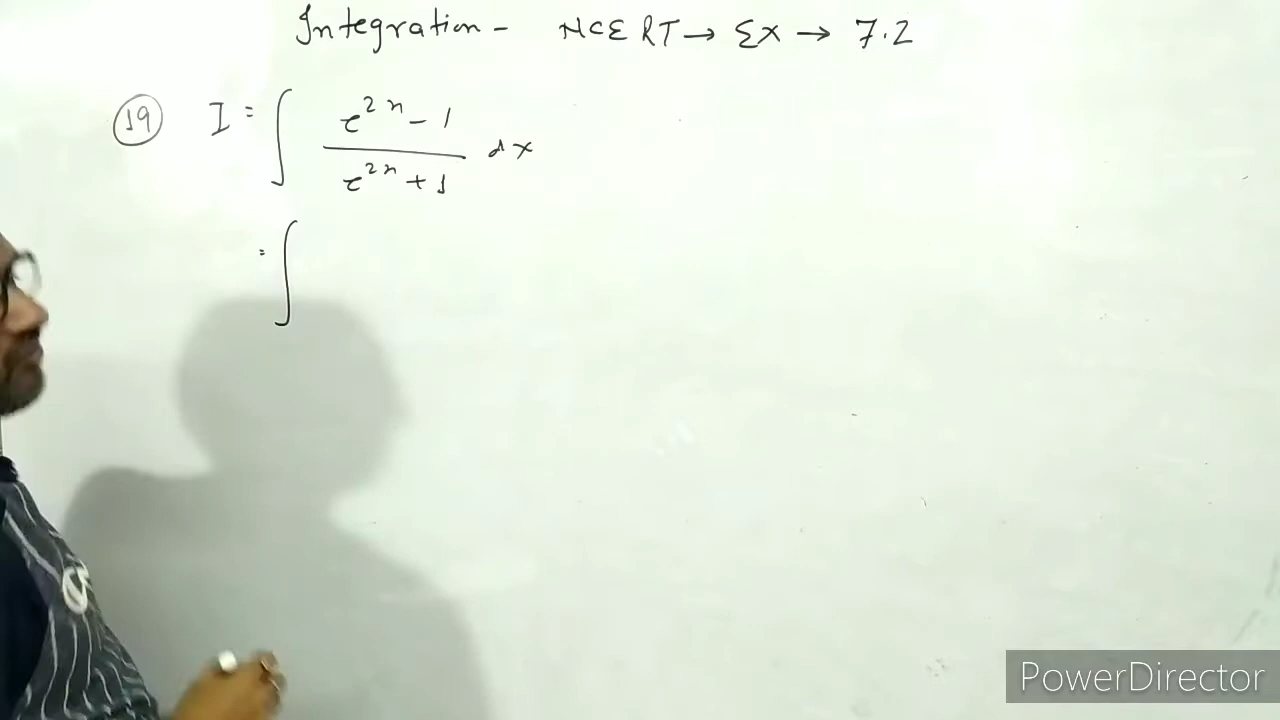 Integration - NCERT → Ex → 7.2
19 I = ∫ e^2x - 1 / e^2x + 1 dx
= ∫
PowerDirector